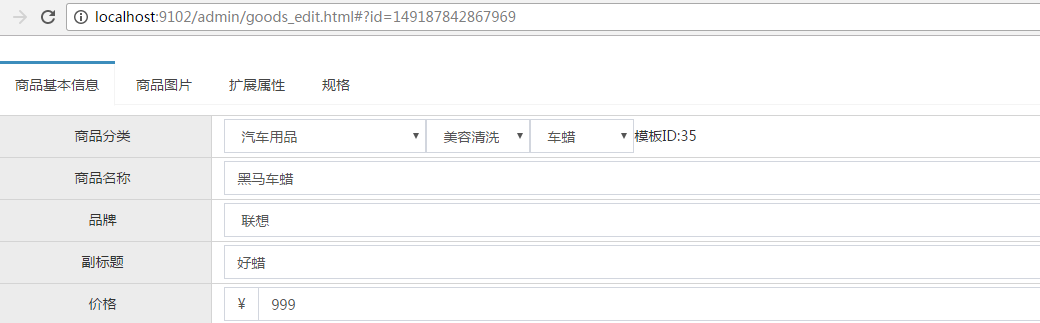 localhost:9102/admin/goods_edit.html#?id=149187842867969
商品基本信息 商品图片 扩展属性 规格
商品分类 汽车用品 美容清洗 车蜡 模板ID:35
商品名称 黑马车蜡
品牌 联想
副标题 好蜡
价格 ¥ 999